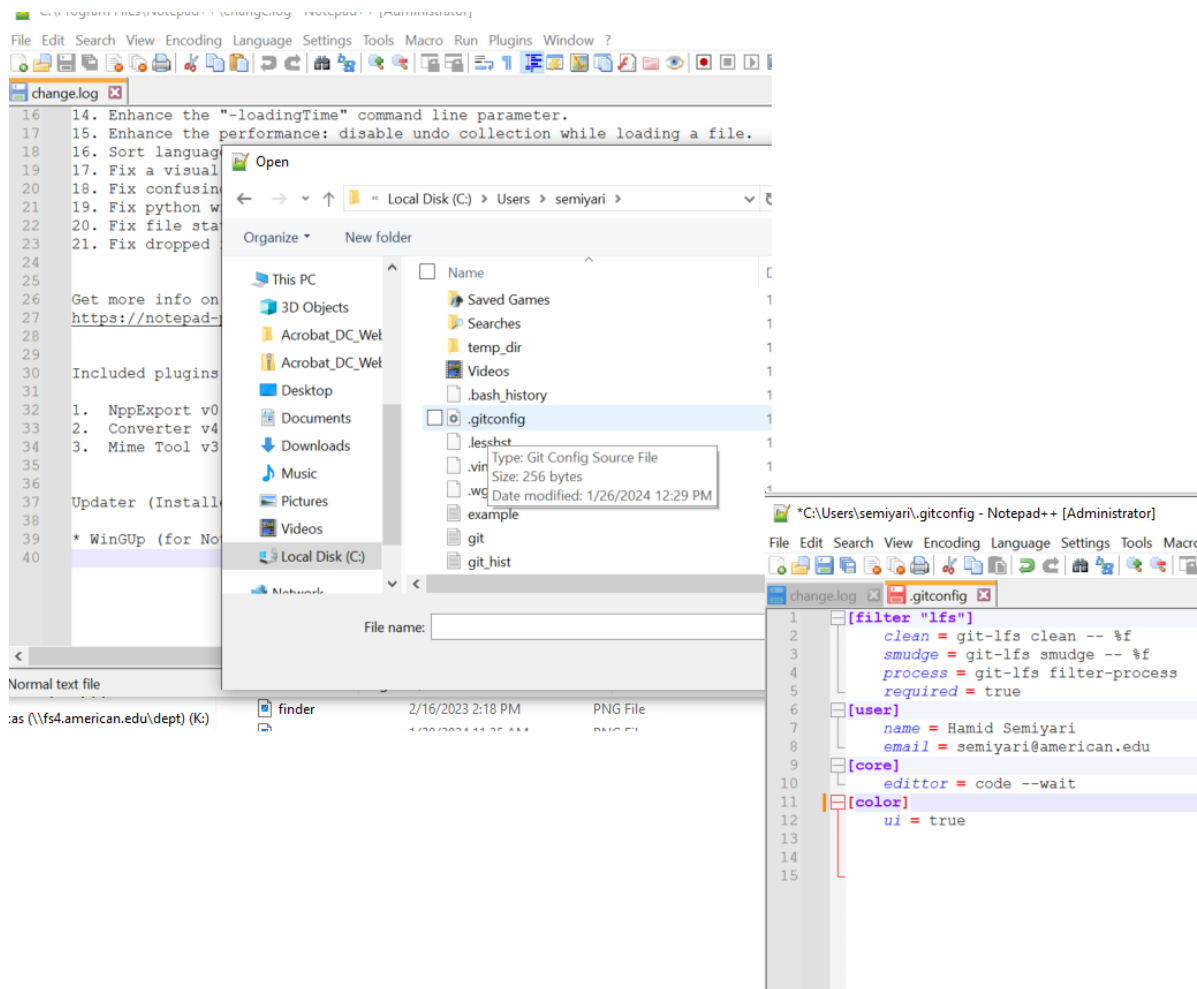 C:\Program Files\Notepad++\change.log - Notepad++ [Administrator]
File Edit Search View Encoding Language Settings Tools Macro Run Plugins Window ?
change.log
16 14. Enhance the "-loadingTime" command line parameter.
17 15. Enhance the performance: disable undo collection while loading a file.
18 16. Sort languag
19 17. Fix a visual
20 18. Fix confusin
21 19. Fix python w
22 20. Fix file sta
23 21. Fix dropped
24
25
26 Get more info on
27 https://notepad-
28
29
30 Included plugins
31
32 1. NppExport v0
33 2. Converter v4
34 3. Mime Tool v3
35
36
37 Updater (Install
38
39 * WinGUp (for No
40
Normal text file
Open
« Local Disk (C:) > Users > semiyari >
Organize New folder
This PC
3D Objects
Acrobat_DC_Wel
Acrobat_DC_Wel
Desktop
Documents
Downloads
Music
Pictures
Videos
Local Disk (C:)
Network
Name
Saved Games
Searches
temp_dir
Videos
.bash_history
.gitconfig
.lesshst
.vin
.wg
example
git
git_hist
Type: Git Config Source File
Size: 256 bytes
Date modified: 1/26/2024 12:29 PM
File name:
cas (\\fs4.american.edu\dept) (K:)
finder 2/16/2023 2:18 PM PNG File
*C:\Users\semiyari\.gitconfig - Notepad++ [Administrator]
File Edit Search View Encoding Language Settings Tools Macro
change.log .gitconfig
1 [filter "lfs"]
2 clean = git-lfs clean -- %f
3 smudge = git-lfs smudge -- %f
4 process = git-lfs filter-process
5 required = true
6 [user]
7 name = Hamid Semiyari
8 email = semiyari@american.edu
9 [core]
10 edittor = code --wait
11 [color]
12 ui = true
13
14
15